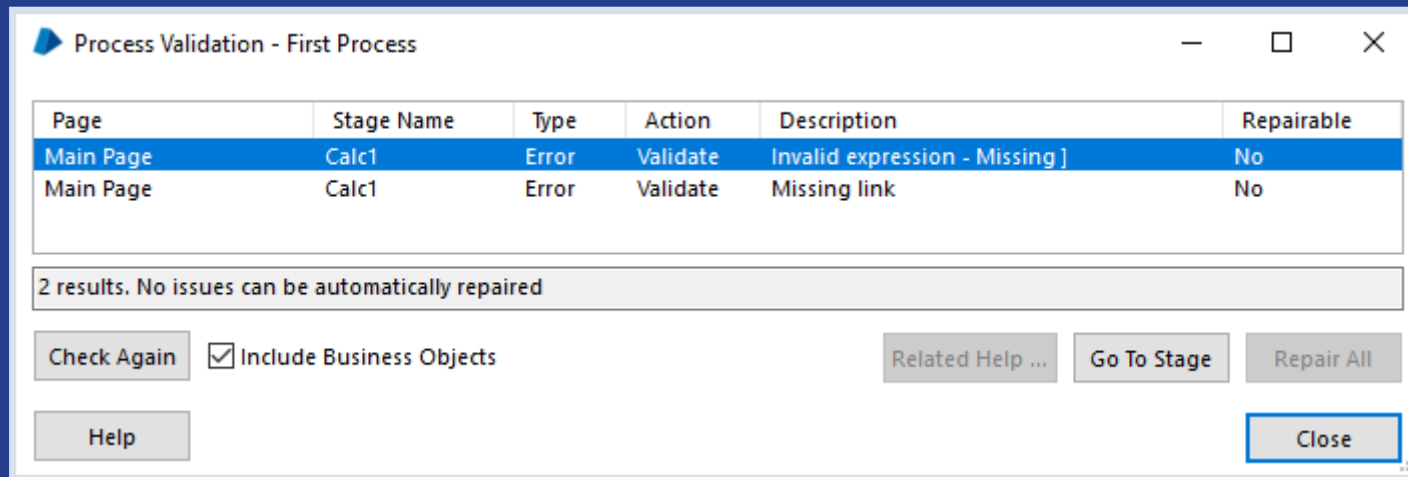 Process Validation - First Process
Page Stage Name Type Action Description Repairable
Main Page Calc1 Error Validate Invalid expression - Missing ] No
Main Page Calc1 Error Validate Missing link No
2 results. No issues can be automatically repaired
Check Again Include Business Objects Related Help ... Go To Stage Repair All
Help Close